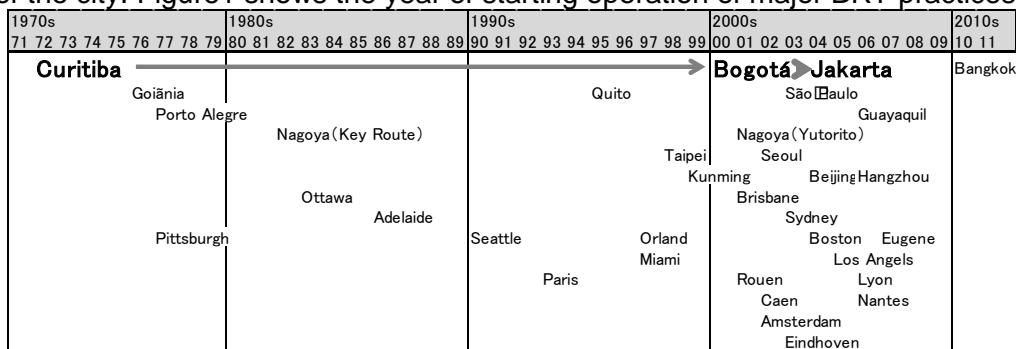 of the city. Figure1 shows the year of starting operation of major BRT practices
1970s 1980s 1990s 2000s 2010s
71 72 73 74 75 76 77 78 79 80 81 82 83 84 85 86 87 88 89 90 91 92 93 94 95 96 97 98 99 00 01 02 03 04 05 06 07 08 09 10 11
Curitiba Bogotá Jakarta Bangkok
Goiãnia Quito São Paulo
Porto Alegre Guayaquil
Nagoya(Key Route) Nagoya(Yutorito)
Taipei Seoul
Kunming Beijing Hangzhou
Ottawa Brisbane
Adelaide Sydney
Pittsburgh Seattle Orland Boston Eugene
Miami Los Angels
Paris Rouen Lyon
Caen Nantes
Amsterdam
Eindhoven